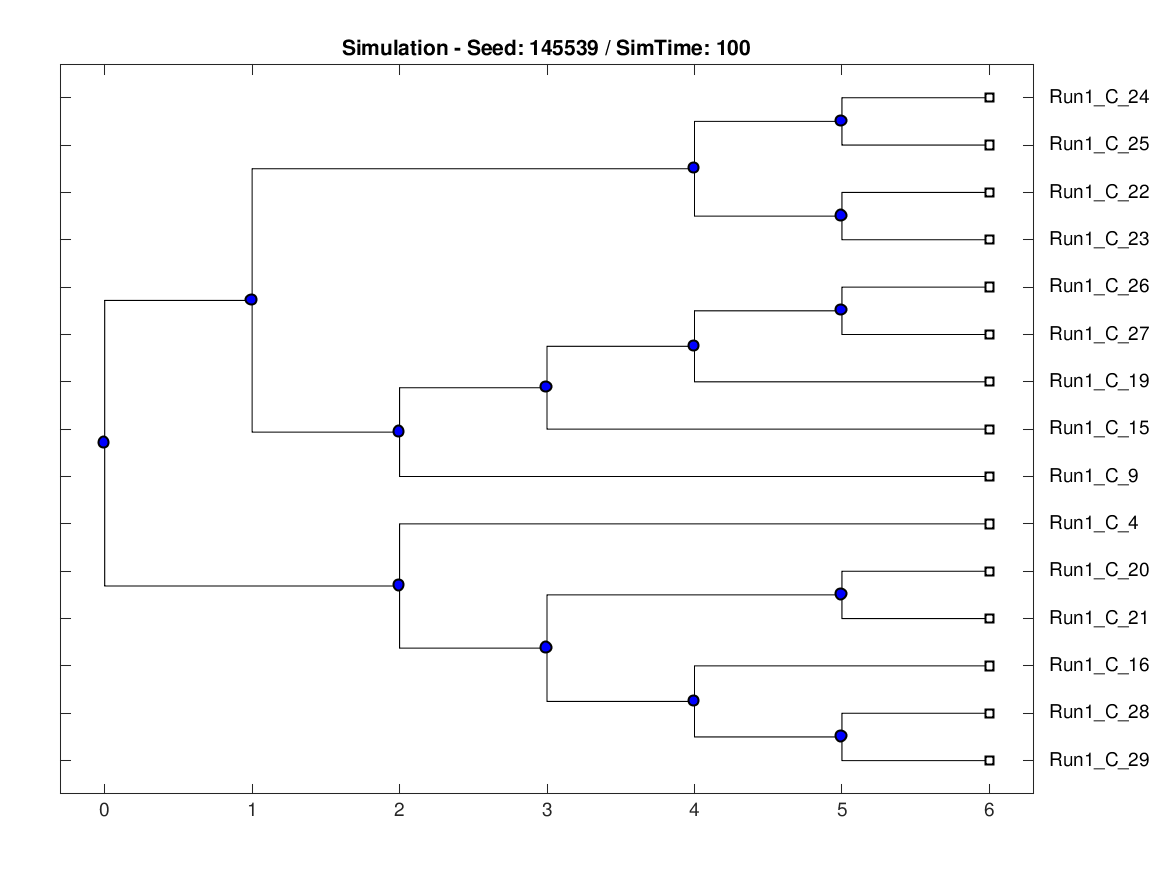 Simulation - Seed: 145539 / SimTime: 100
Run1_C_24
Run1_C_25
Run1_C_22
Run1_C_23
Run1_C_26
Run1_C_27
Run1_C_19
Run1_C_15
Run1_C_9
Run1_C_4
Run1_C_20
Run1_C_21
Run1_C_16
Run1_C_28
Run1_C_29
0 1 2 3 4 5 6